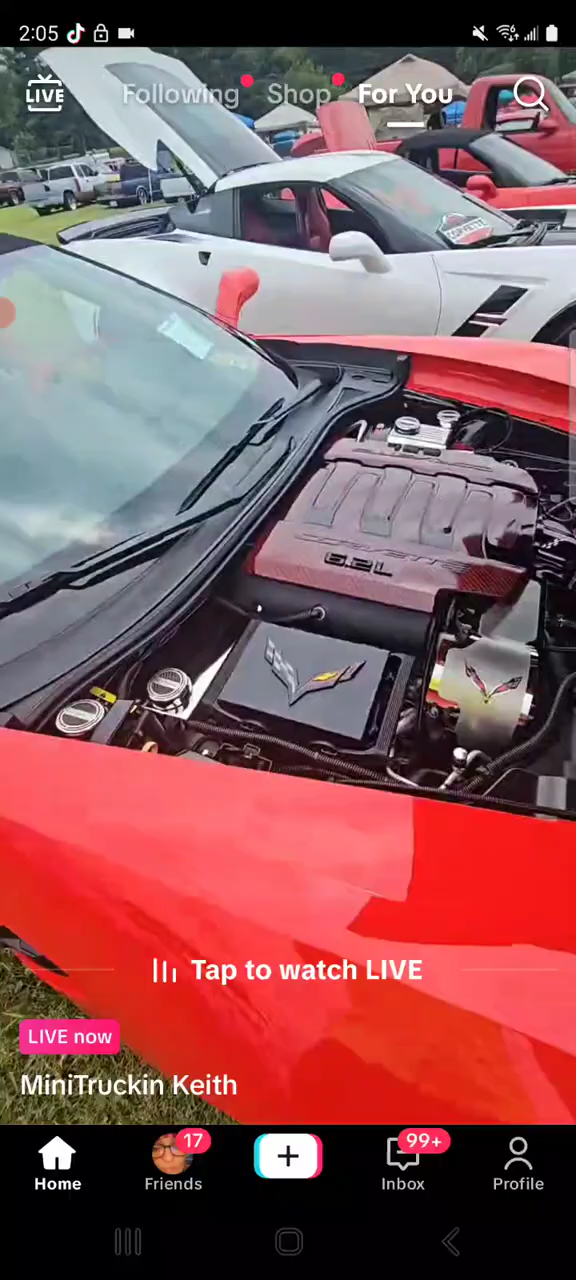 2:05
LIVE
Following Shop For You
CORVETTE
6.2L
Tap to watch LIVE
LIVE now
MiniTruckin Keith
17
99+
Home
Friends
Inbox
Profile